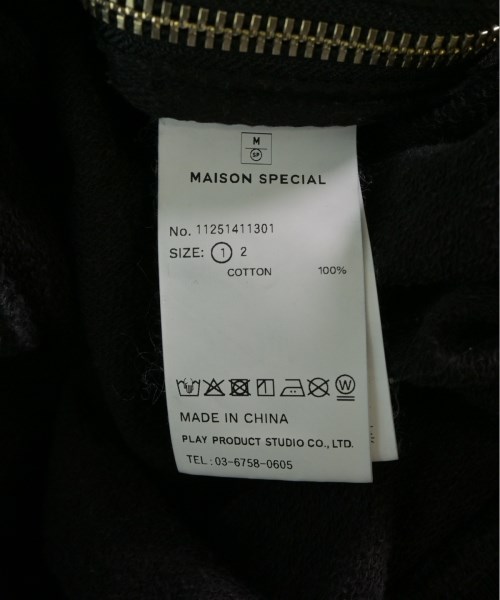 M
SP
MAISON SPECIAL
No. 11251411301
SIZE: 1 2
COTTON 100%
W
MADE IN CHINA
PLAY PRODUCT STUDIO CO., LTD.
TEL : 03-6758-0605